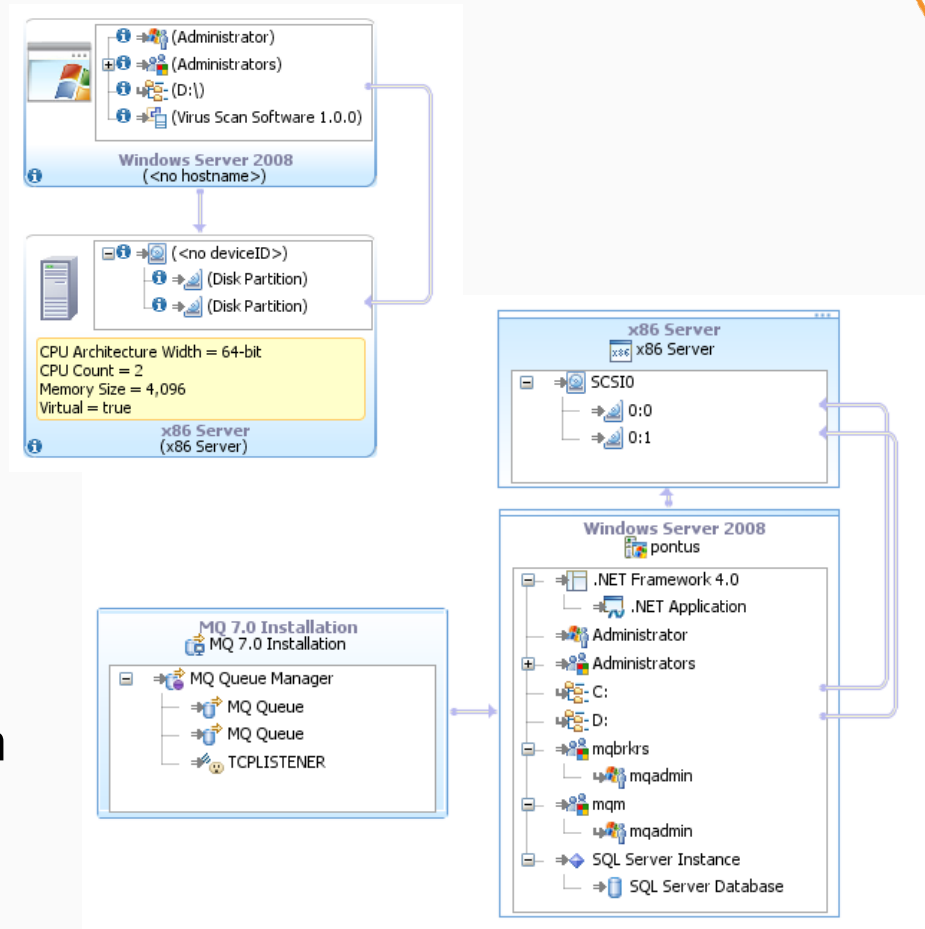 (Administrator)
(Administrators)
(D:\)
(Virus Scan Software 1.0.0)
Windows Server 2008
(<no hostname>)
(<no deviceID>)
(Disk Partition)
(Disk Partition)
CPU Architecture Width = 64-bit
CPU Count = 2
Memory Size = 4,096
Virtual = true
x86 Server
(x86 Server)
x86 Server
x86 x86 Server
SCSI0
0:0
0:1
Windows Server 2008
pontus
.NET Framework 4.0
.NET Application
Administrator
Administrators
C:
D:
mqbrkrs
mqadmin
mqm
mqadmin
SQL Server Instance
SQL Server Database
MQ 7.0 Installation
MQ 7.0 Installation
MQ Queue Manager
MQ Queue
MQ Queue
TCPLISTENER